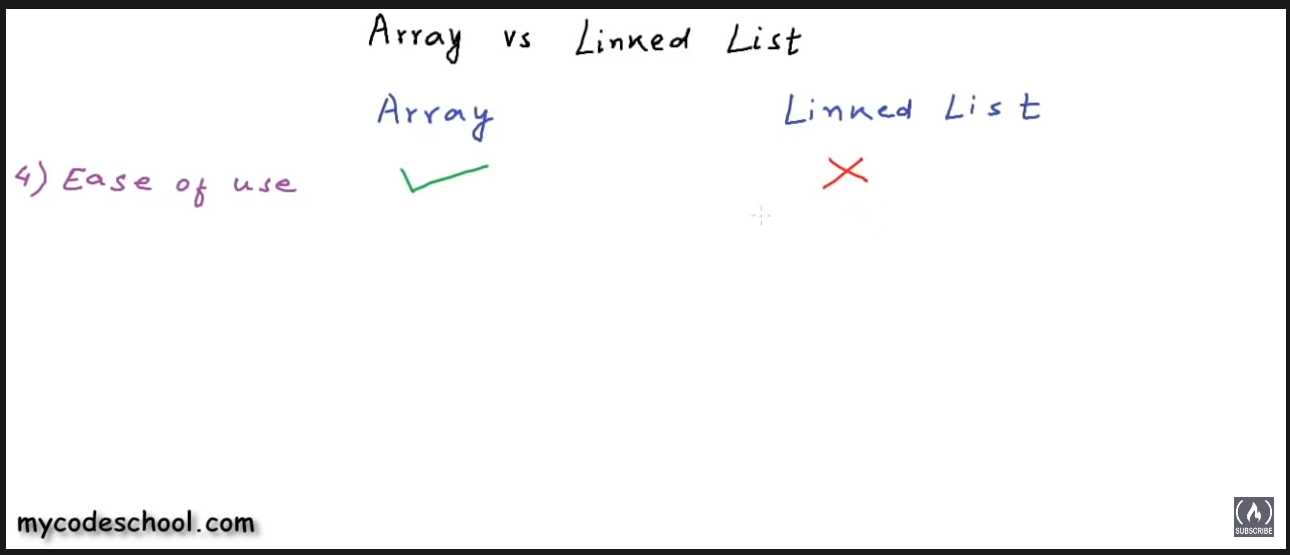 Array vs Linked List
Array Linked List
4) Ease of use
mycodeschool.com
SUBSCRIBE